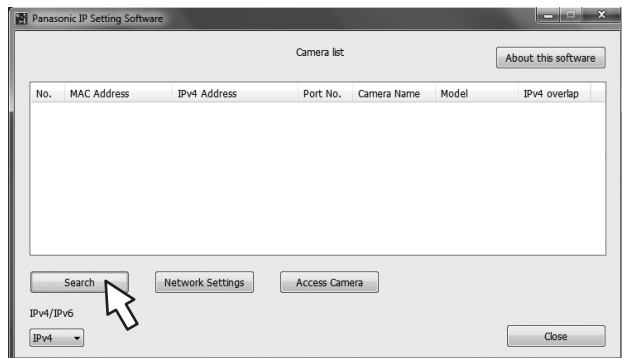 Panasonic IP Setting Software
Camera list
About this software
No. MAC Address IPv4 Address Port No. Camera Name Model IPv4 overlap
Search Network Settings Access Camera
IPv4/IPv6
IPv4 Close